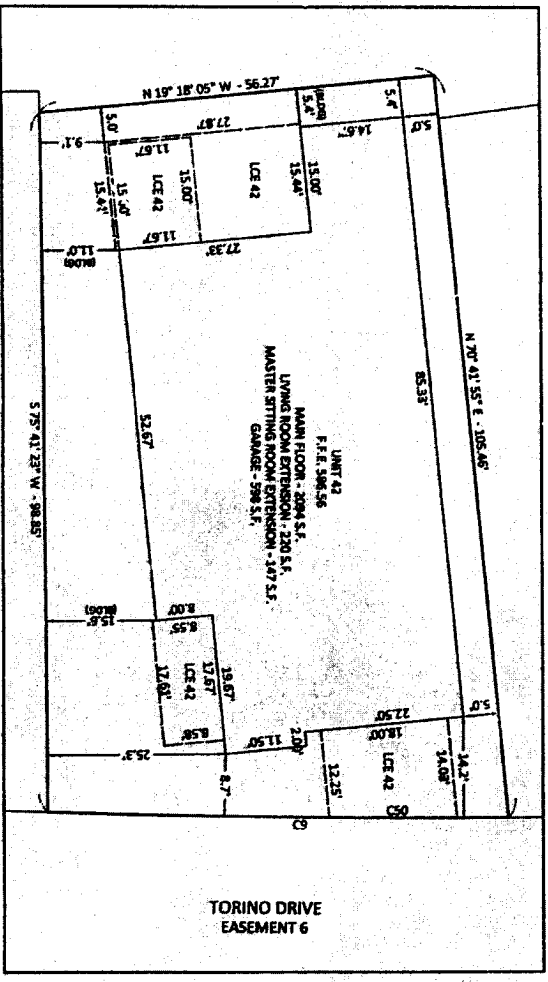 N 19° 18' 05" W - 56.27'
5.0'
9.1'
27.87'
5.4'
(BLDG)
14.67'
5.4'
5.0'
11.67'
LCE 42
15.00'
LCE 42
15.44'
15.00'
11.67'
27.33'
11.0'
(BLDG)
N 70° 41' 55" E - 105.46'
85.33'
UNIT 42
F.F.E. 586.56
MAIN FLOOR - 2094 S.F.
LIVING ROOM EXTENSION - 220 S.F.
MASTER SITTING ROOM EXTENSION - 147 S.F.
GARAGE - 598 S.F.
52.67'
S 75° 41' 23" W - 98.85'
15.6'
(BLDG)
8.00'
8.55'
17.63'
LCE 42
17.67'
19.67'
8.58'
25.3'
8.7'
11.50'
2.00'
22.50'
18.00'
LCE 42
12.25'
14.08'
14.2'
5.0'
C9
C50
TORINO DRIVE
EASEMENT 6